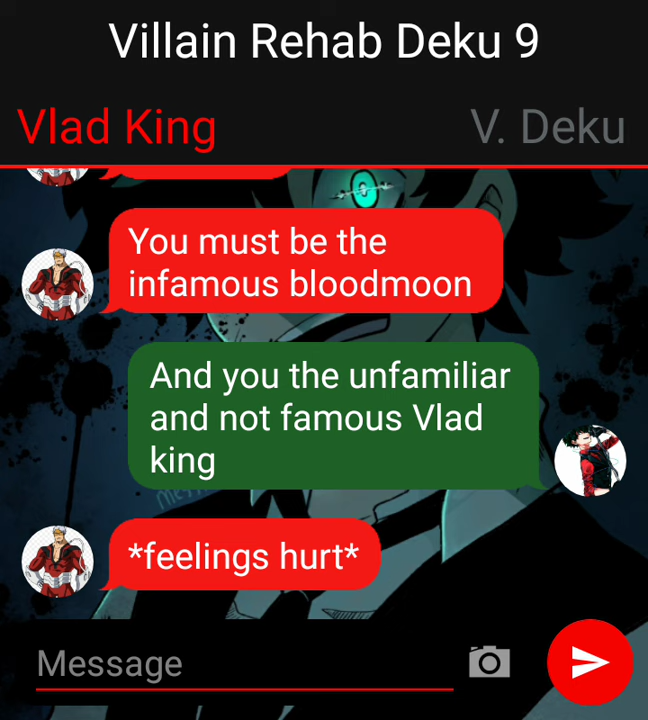 Villain Rehab Deku 9
Vlad King
V. Deku
You must be the
infamous bloodmoon
And you the unfamiliar
and not famous Vlad
king
*feelings hurt*
Message